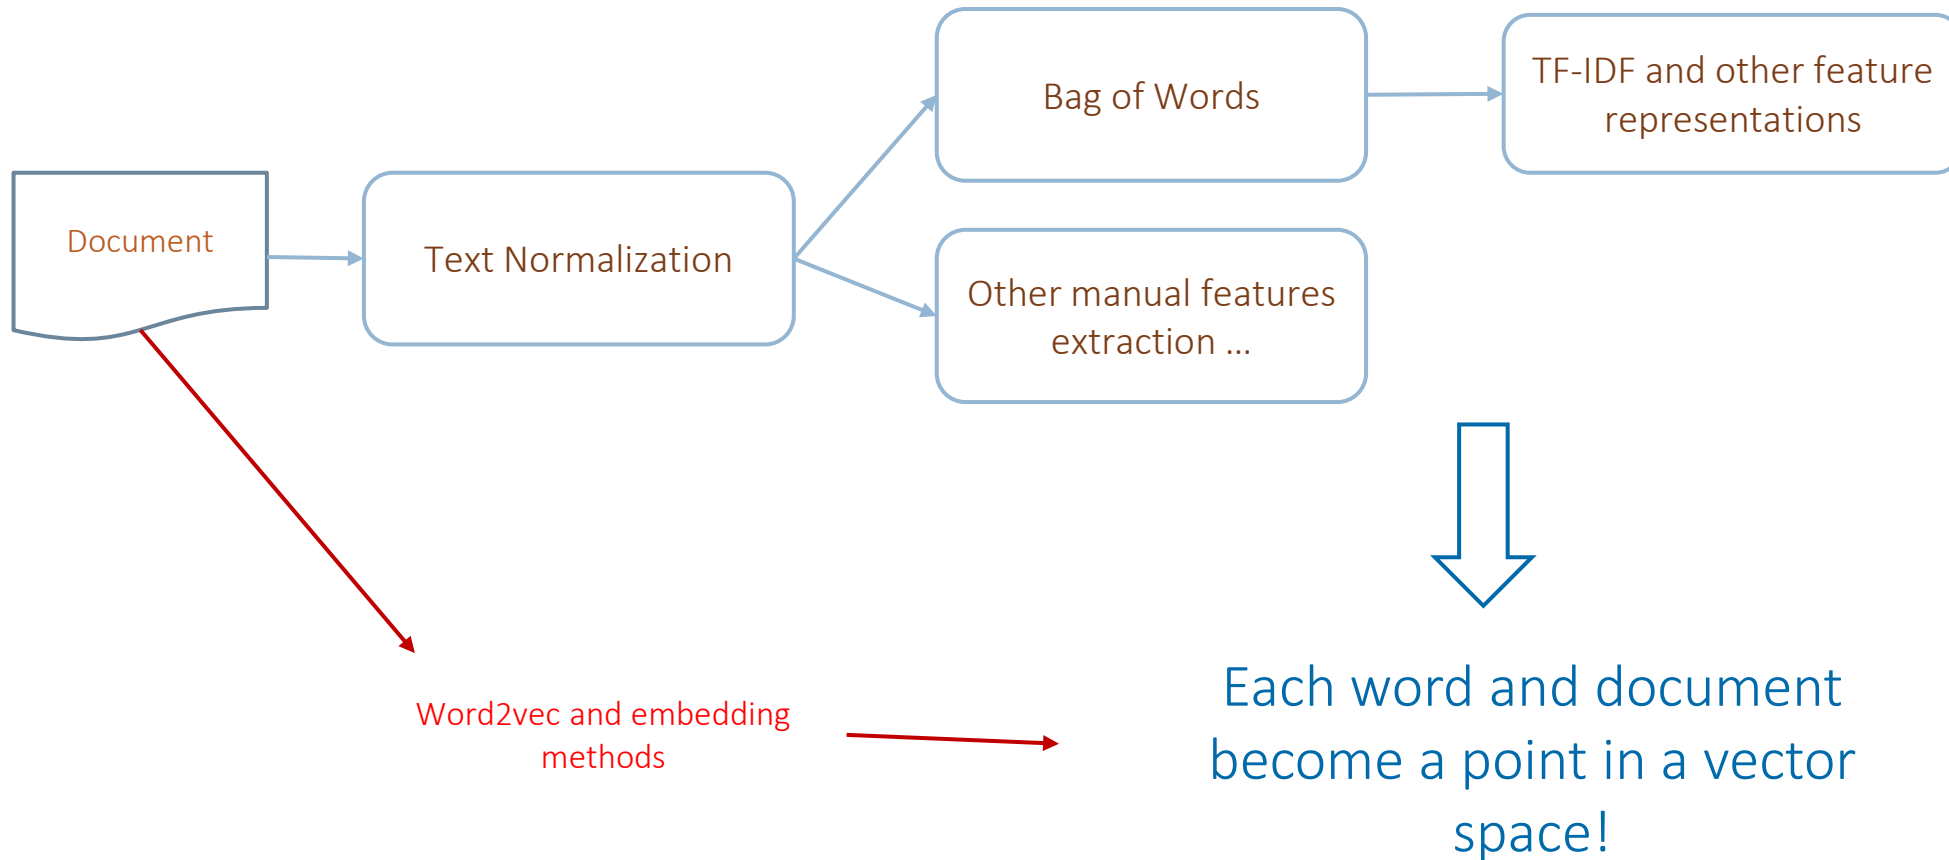 Document
Text Normalization
Bag of Words
TF-IDF and other feature
representations
Other manual features
extraction ...
Word2vec and embedding
methods
Each word and document
become a point in a vector
space!